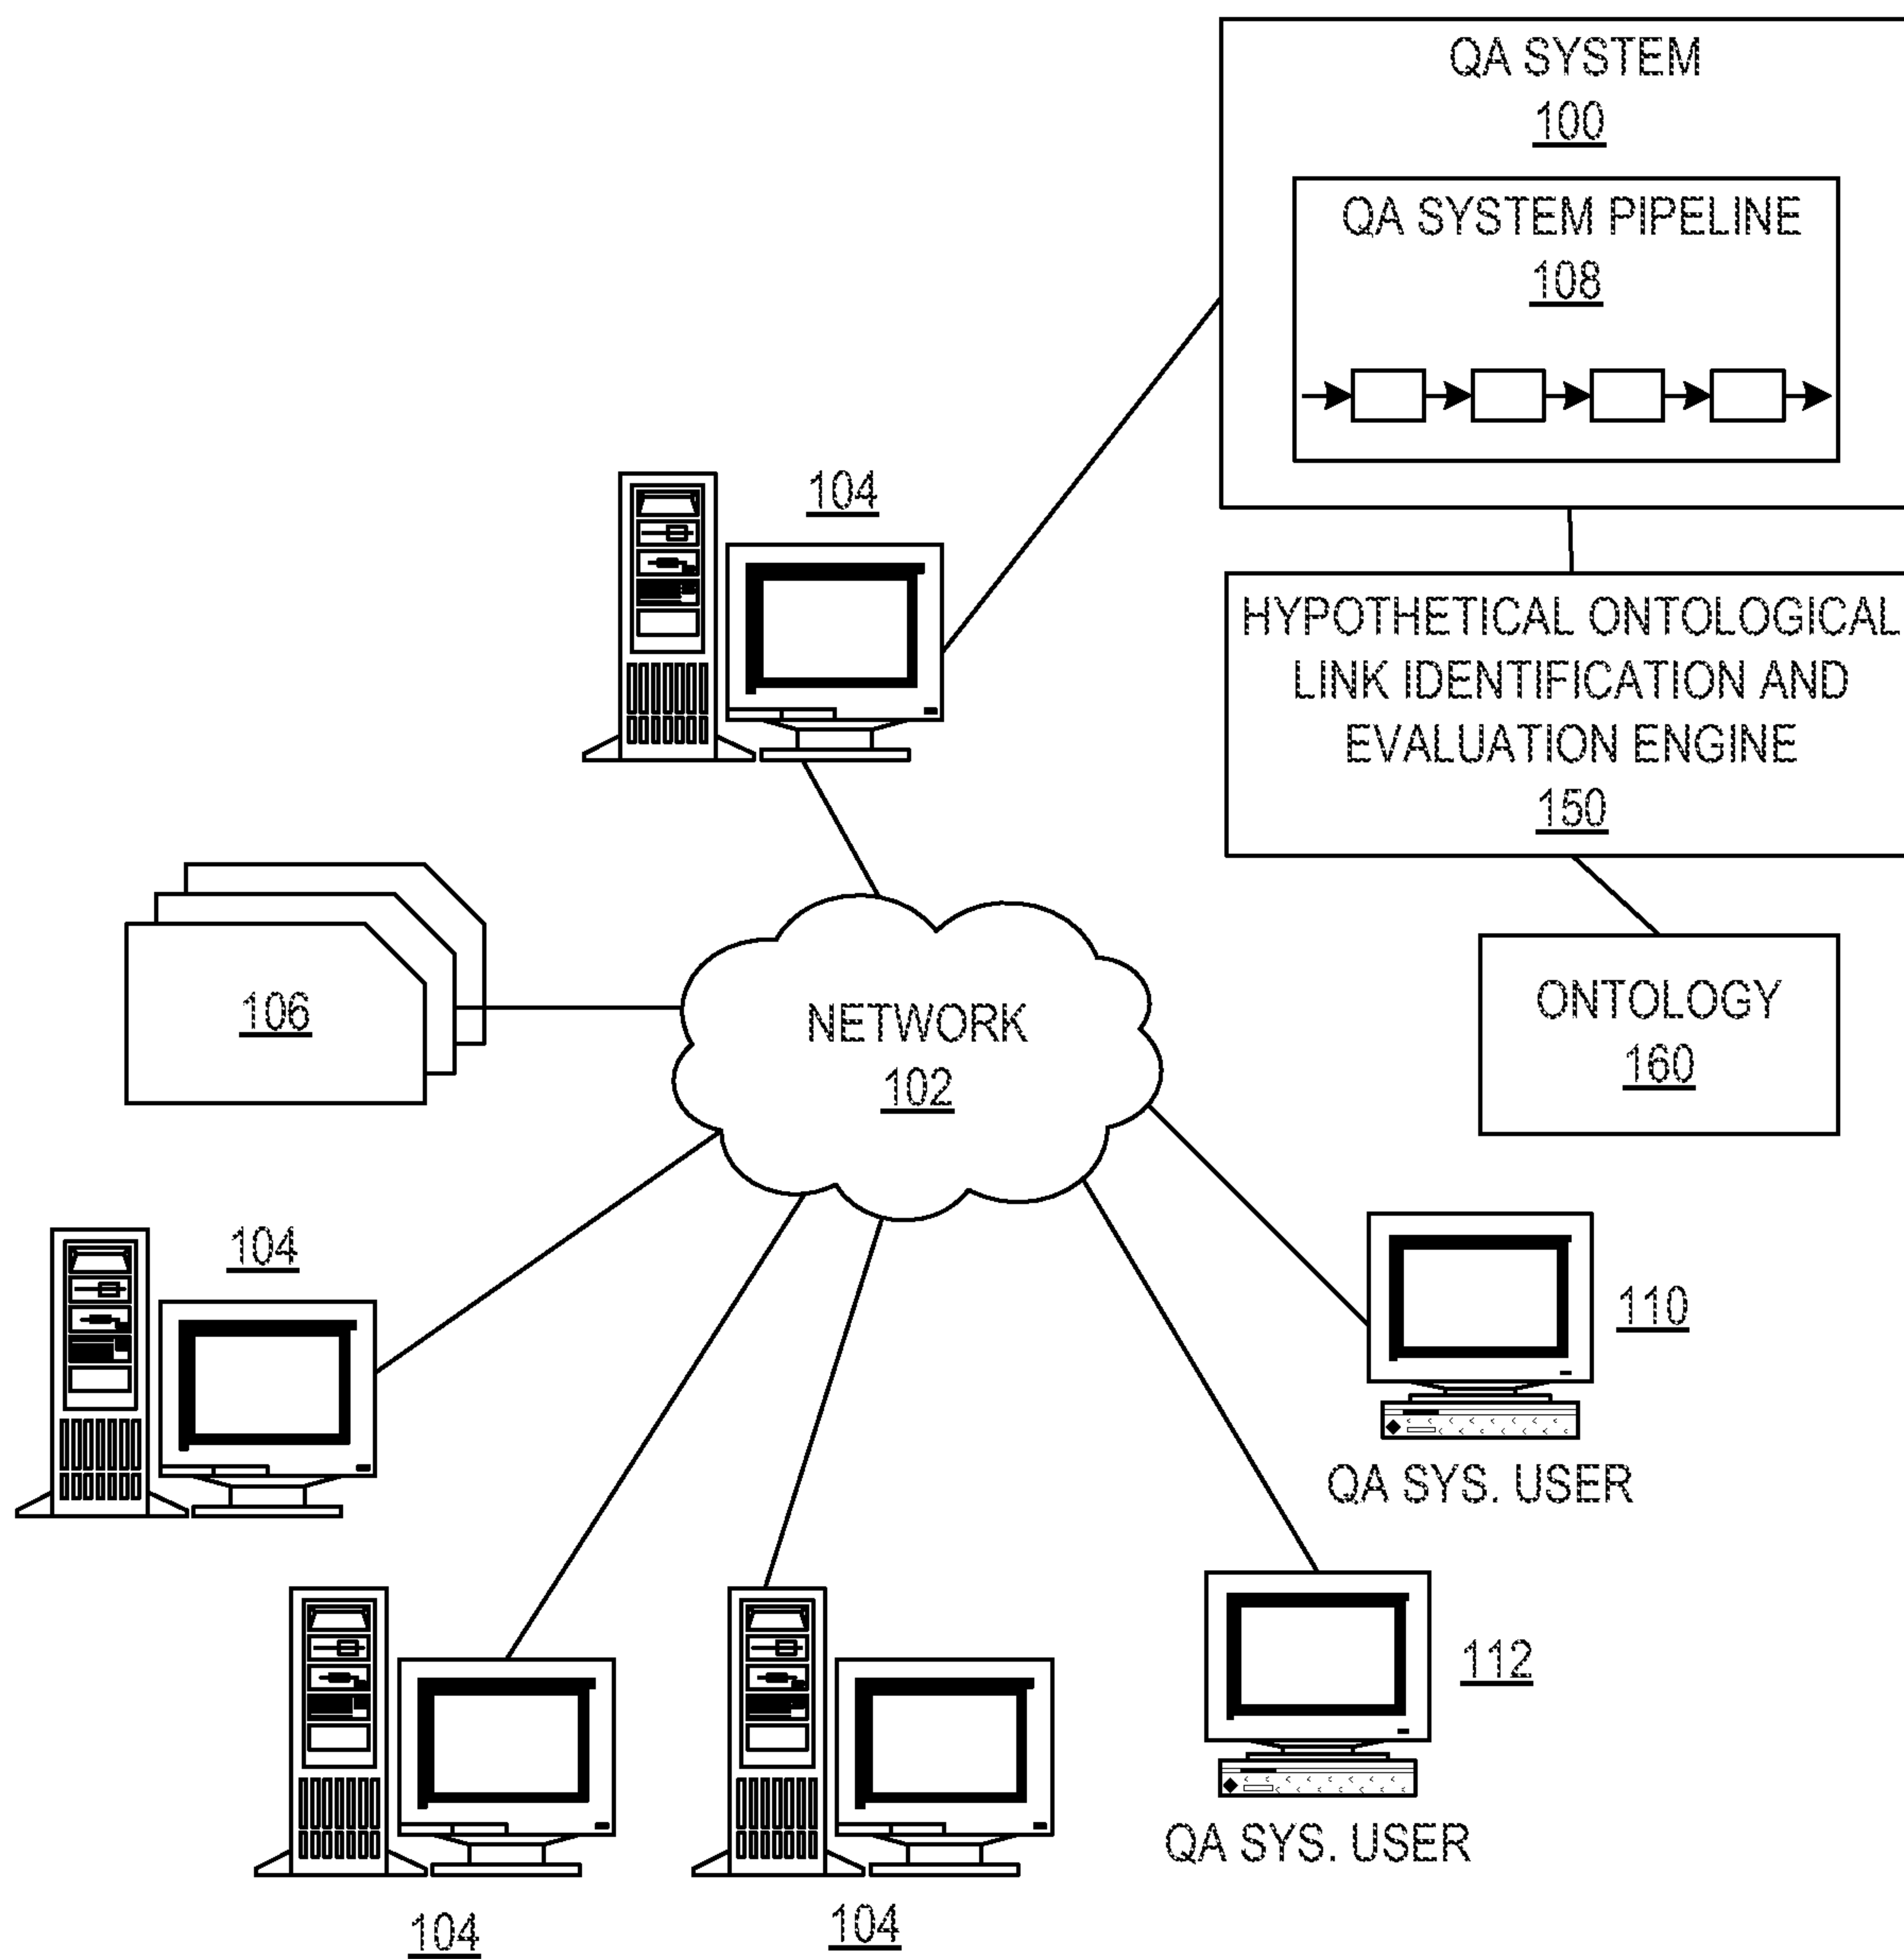 QA SYSTEM
100
QA SYSTEM PIPELINE
108
104
HYPOTHETICAL ONTOLOGICAL
LINK IDENTIFICATION AND
EVALUATION ENGINE
150
106
NETWORK
102
ONTOLOGY
160
104
110
QA SYS. USER
112
QA SYS. USER
104
104